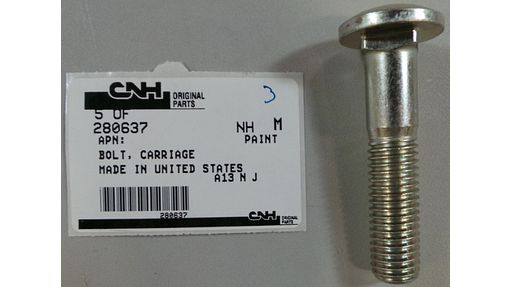 CNH ORIGINAL PARTS
3
5 OF
280637 NH M
APN: PAINT
BOLT, CARRIAGE
MADE IN UNITED STATES
A13 N J
280637
CNH ORIGINAL PARTS